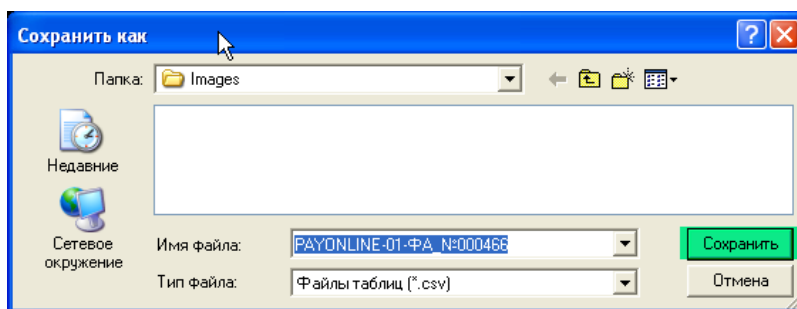 Сохранить как
Папка: Images
Недавние
Сетевое
окружение
Имя файла: PAYONLINE-01-ФА_№000466 Сохранить
Тип файла: Файлы таблиц (*.csv) Отмена